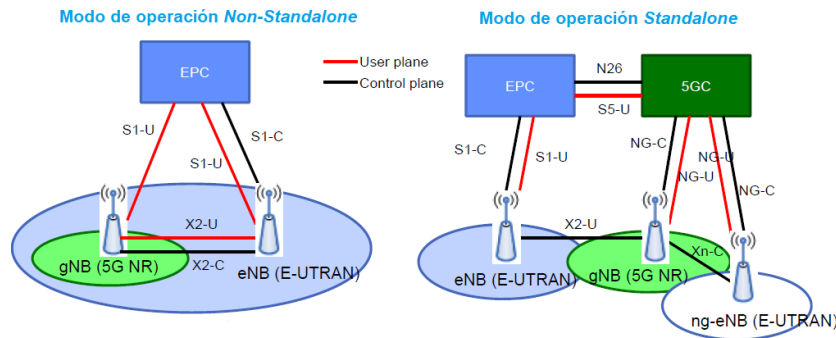 Modo de operación Non-Standalone
EPC
S1-U
S1-U
S1-C
X2-U
X2-C
gNB (5G NR)
eNB (E-UTRAN)
User plane
Control plane
Modo de operación Standalone
EPC
N26
S5-U
5GC
S1-C
S1-U
NG-C
NG-U
NG-U
NG-C
X2-U
Xn-C
eNB (E-UTRAN)
gNB (5G NR)
ng-eNB (E-UTRAN)